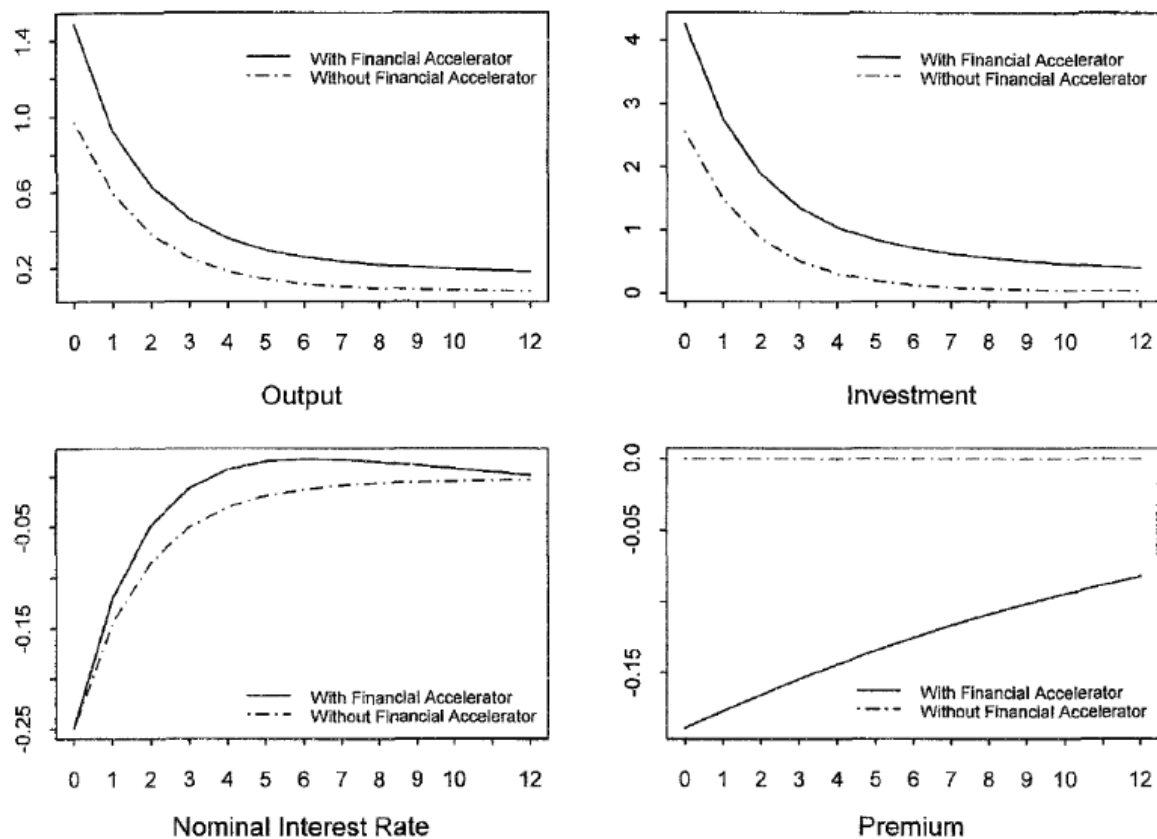 1.4
1.0
0.6
0.2
With Financial Accelerator
Without Financial Accelerator
0 1 2 3 4 5 6 7 8 9 10 12
Output
4
3
2
1
0
With Financial Accelerator
Without Financial Accelerator
0 1 2 3 4 5 6 7 8 9 10 12
Investment
-0.05
-0.15
-0.25
With Financial Accelerator
Without Financial Accelerator
0 1 2 3 4 5 6 7 8 9 10 12
Nominal Interest Rate
0.0
-0.05
-0.15
With Financial Accelerator
Without Financial Accelerator
0 1 2 3 4 5 6 7 8 9 10 12
Premium